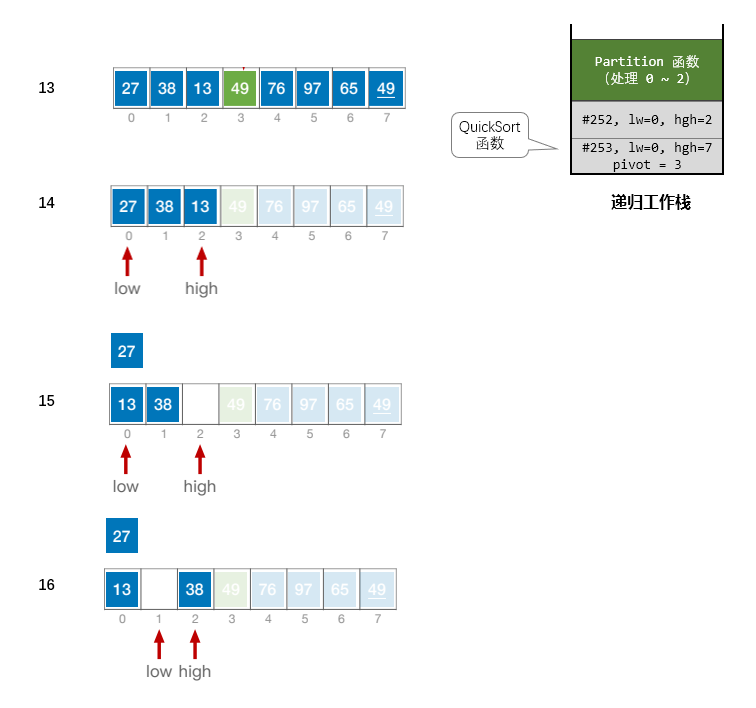 13
27 38 13 49 76 97 65 49
0 1 2 3 4 5 6 7
Partition 函数
(处理 0 ~ 2)
#252, lw=0, hgh=2
#253, lw=0, hgh=7
pivot = 3
QuickSort
函数
递归工作栈
14
27 38 13 49 76 97 65 49
0 1 2 3 4 5 6 7
low high
27
15
13 38 49 76 97 65 49
0 1 2 3 4 5 6 7
low high
27
16
13 38 49 76 97 65 49
0 1 2 3 4 5 6 7
low high